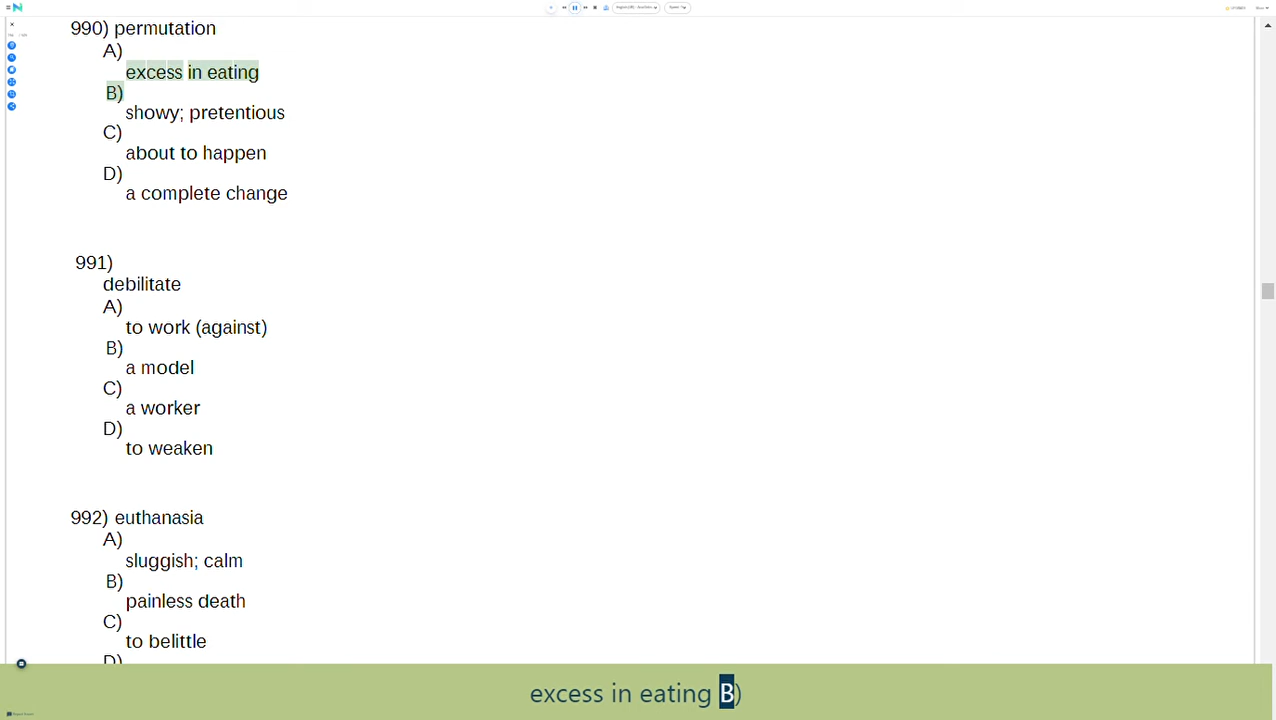 990) permutation
A)
excess in eating
B)
showy; pretentious
C)
about to happen
D)
a complete change
991)
debilitate
A)
to work (against)
B)
a model
C)
a worker
D)
to weaken
992) euthanasia
A)
sluggish; calm
B)
painless death
C)
to belittle
D)
excess in eating B)